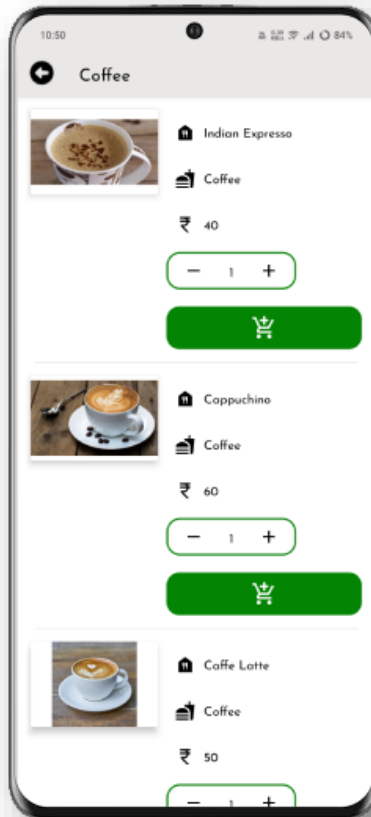 10:50
84%
Coffee
Indian Expresso
Coffee
₹ 40
− 1 +
Cappuchino
Coffee
₹ 60
− 1 +
Caffe Latte
Coffee
₹ 50
− 1 +